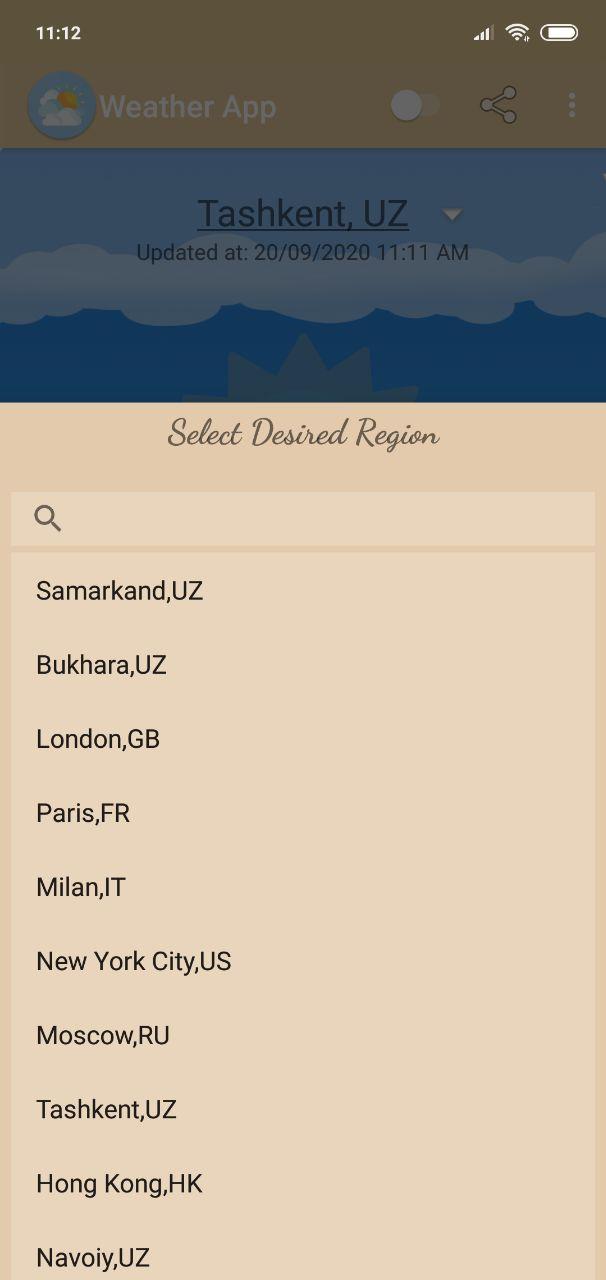 11:12
Weather App
Tashkent, UZ
Updated at: 20/09/2020 11:11 AM
Select Desired Region
Samarkand,UZ
Bukhara,UZ
London,GB
Paris,FR
Milan,IT
New York City,US
Moscow,RU
Tashkent,UZ
Hong Kong,HK
Navoiy,UZ